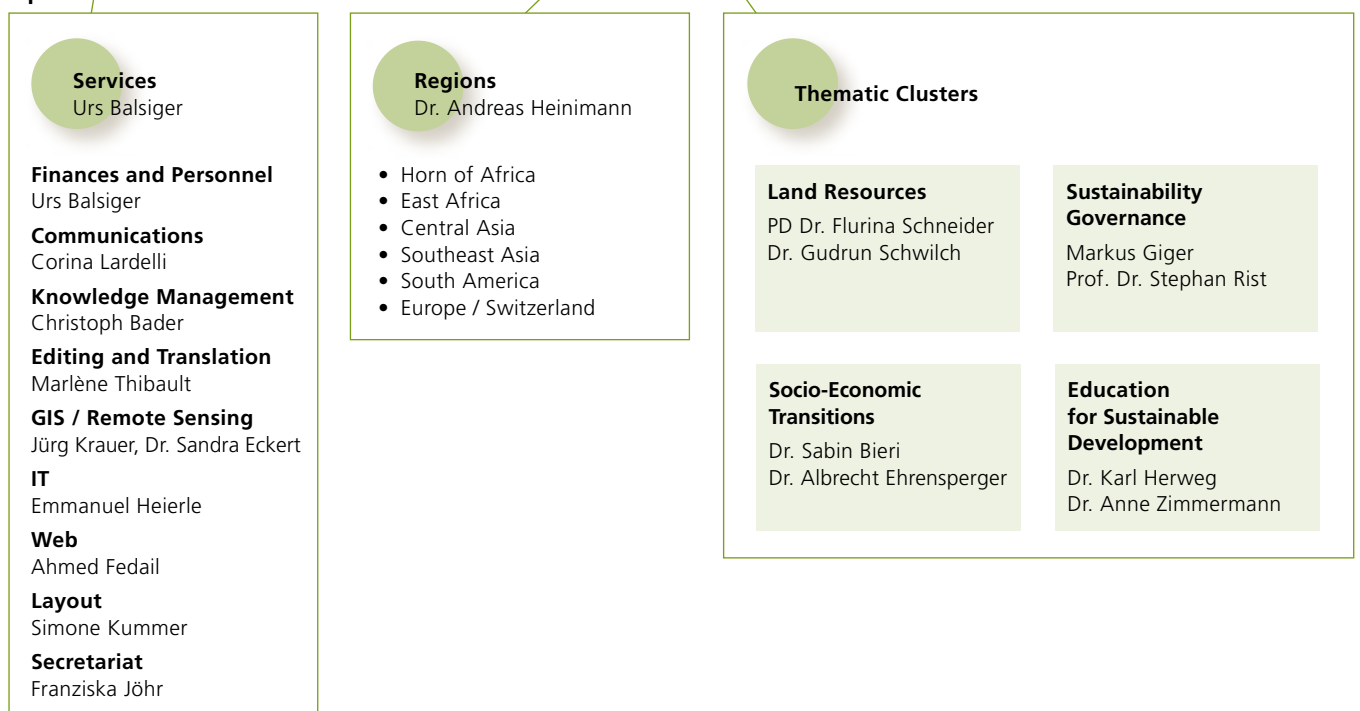 Services
Urs Balsiger
Finances and Personnel
Urs Balsiger
Communications
Corina Lardelli
Knowledge Management
Christoph Bader
Editing and Translation
Marlène Thibault
GIS / Remote Sensing
Jürg Krauer, Dr. Sandra Eckert
IT
Emmanuel Heierle
Web
Ahmed Fedail
Layout
Simone Kummer
Secretariat
Franziska Jöhr
Regions
Dr. Andreas Heinimann
• Horn of Africa
• East Africa
• Central Asia
• Southeast Asia
• South America
• Europe / Switzerland
Thematic Clusters
Land Resources
PD Dr. Flurina Schneider
Dr. Gudrun Schwilch
Sustainability
Governance
Markus Giger
Prof. Dr. Stephan Rist
Socio-Economic
Transitions
Dr. Sabin Bieri
Dr. Albrecht Ehrensperger
Education
for Sustainable
Development
Dr. Karl Herweg
Dr. Anne Zimmermann